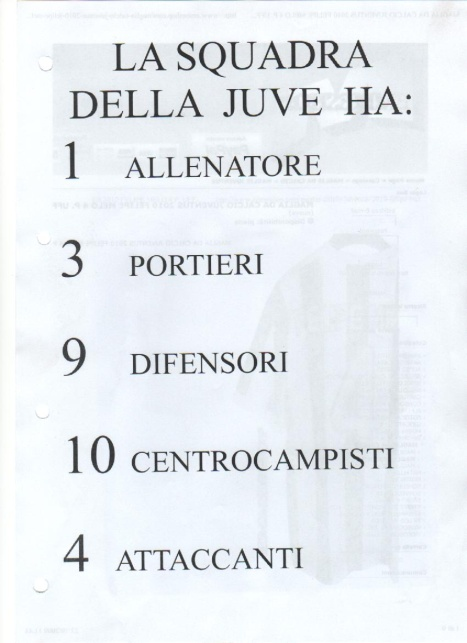 LA SQUADRA
DELLA JUVE HA:
1 ALLENATORE
3 PORTIERI
9 DIFENSORI
10 CENTROCAMPISTI
4 ATTACCANTI